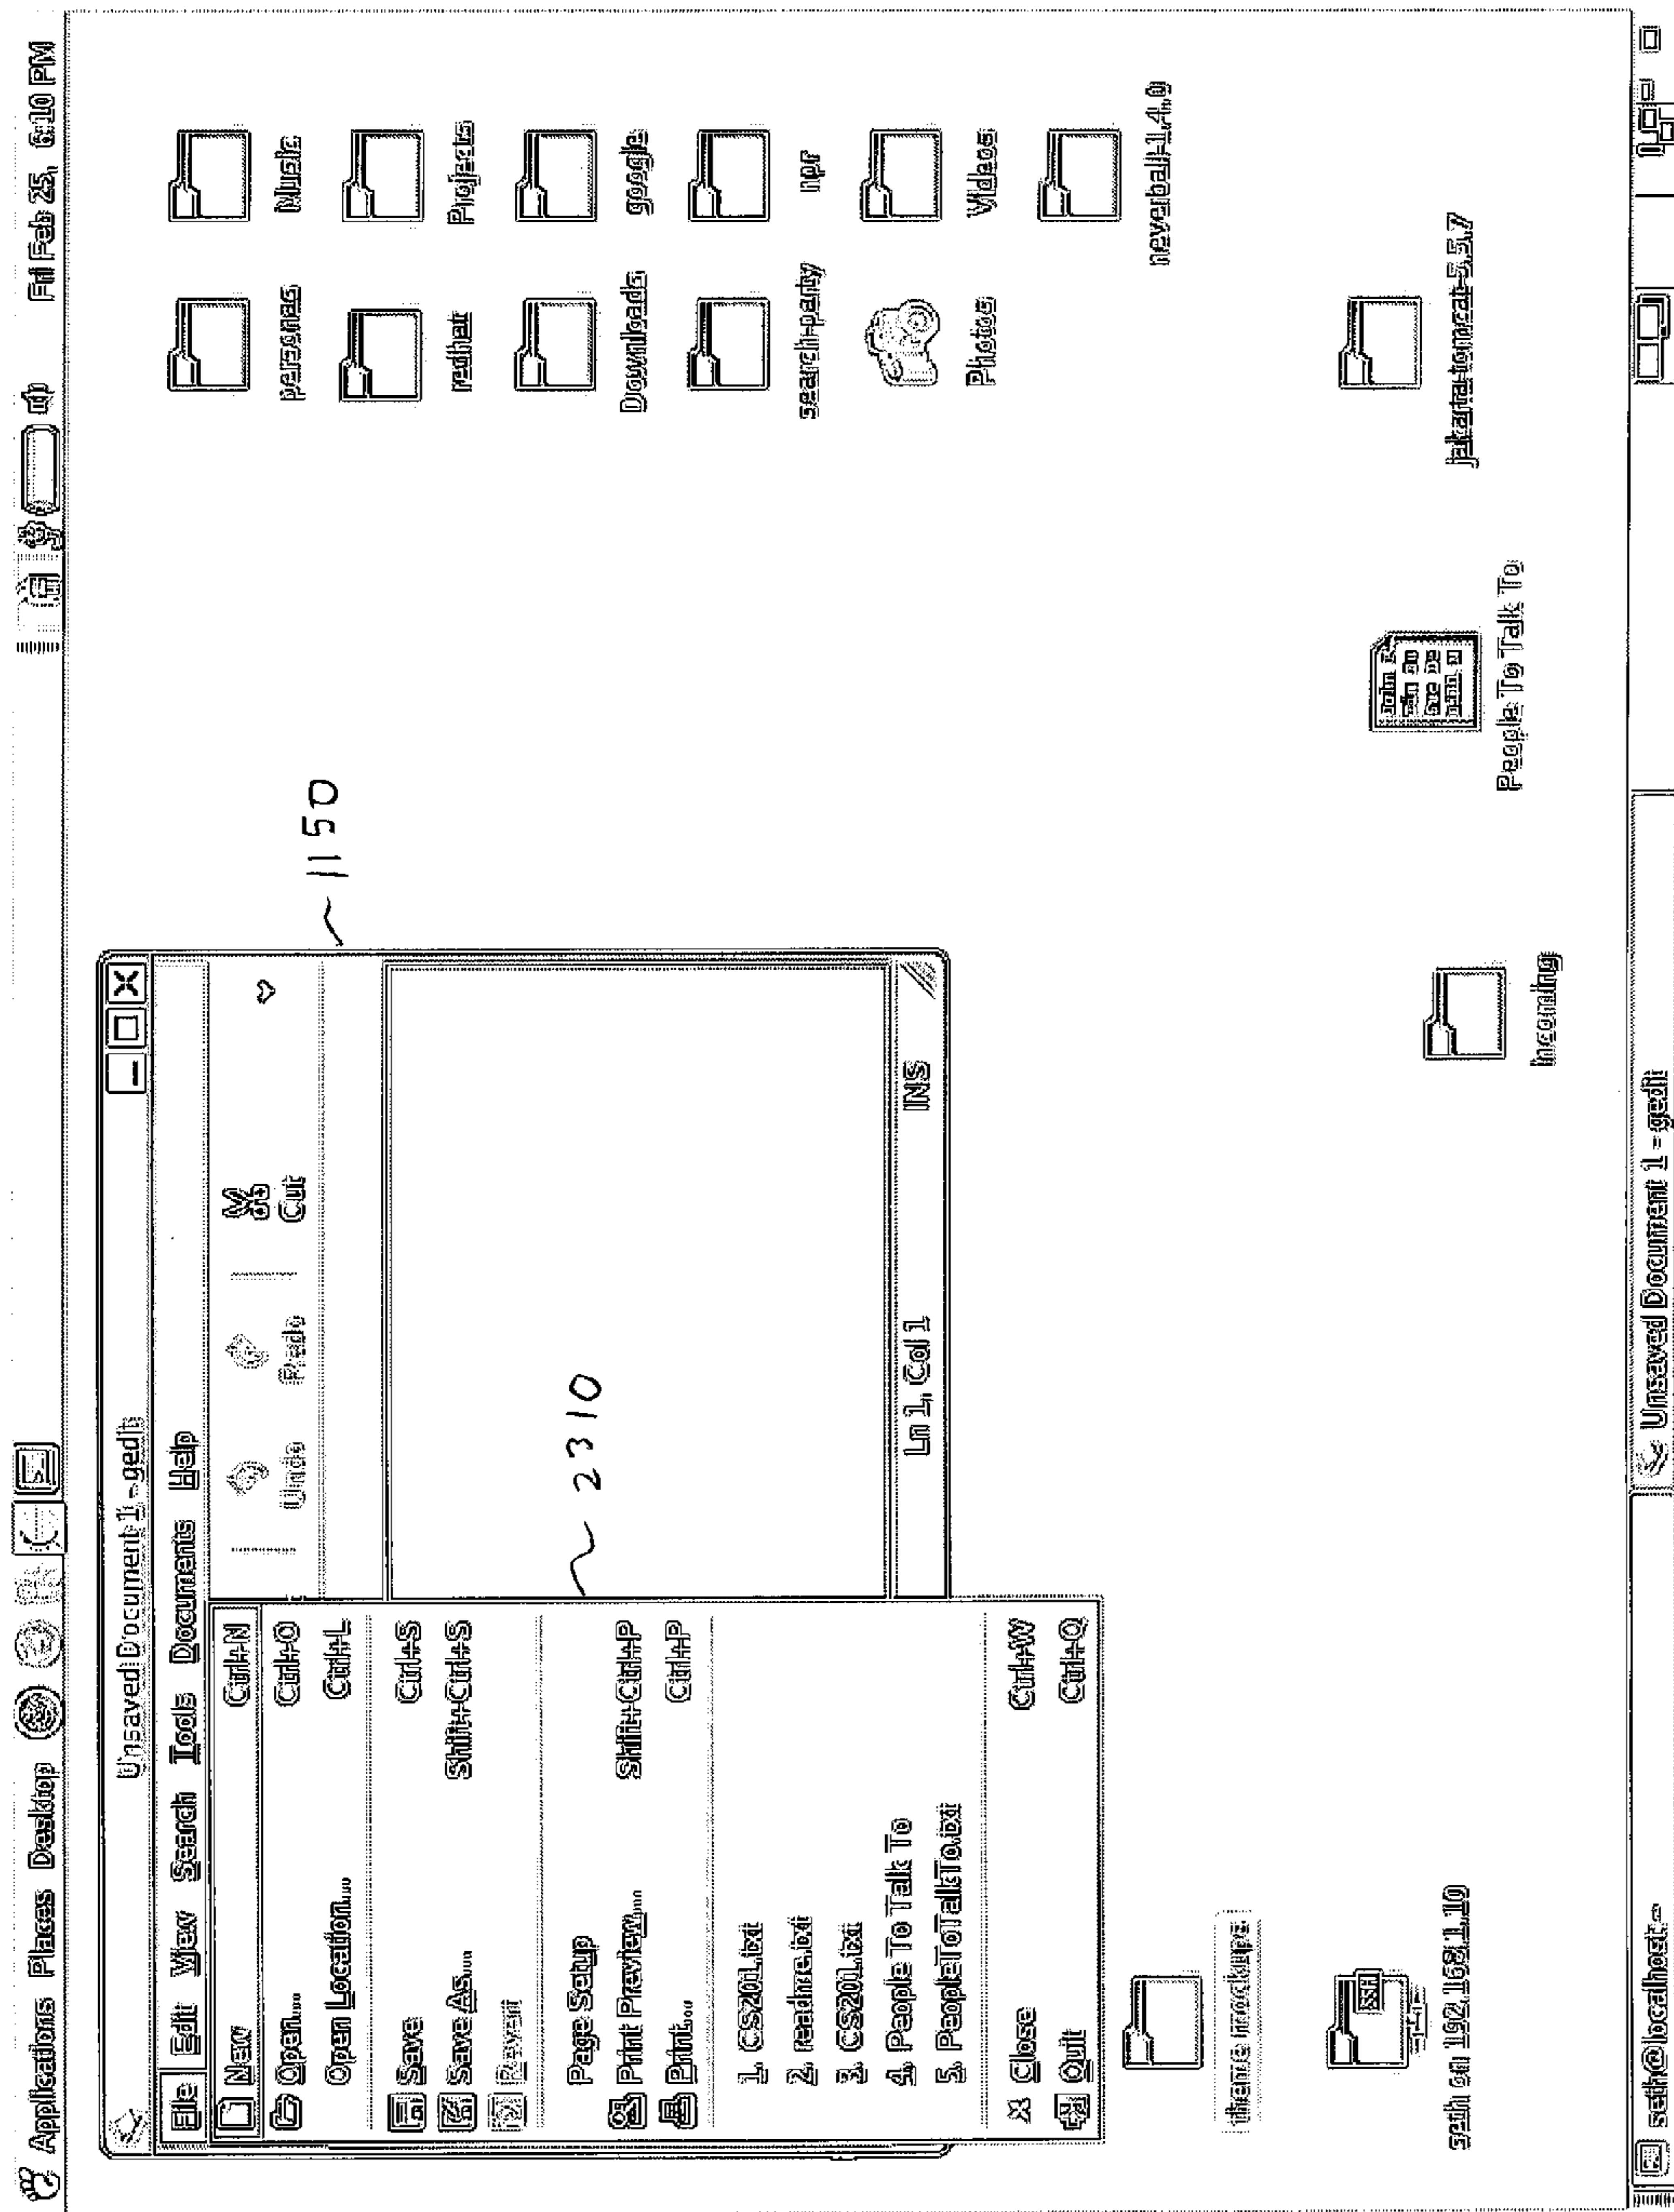 Applications Places Desktop
Fri Feb 25, 6:10 PM
Unsaved Document 1 - gedit
File Edit View Search Tools Documents Help
New Ctrl+N
Open... Ctrl+O
Open Location... Ctrl+L
Save Ctrl+S
Save As... Shift+Ctrl+S
Revert
Page Setup
Print Preview... Shift+Ctrl+P
Print... Ctrl+P
1. CS201.txt
2. readme.txt
3. CS201.txt
4. People To Talk To
5. PeopleToTalkTo.txt
Close Ctrl+W
Quit Ctrl+Q
Undo Redo Cut
Ln 1, Col 1 INS
1150
2310
personas Music
redhat Projects
Downloads google
search-party npr
Photos Videos
neverball-1.4.0
theme mockups
seth on 192.168.1.10
Incoming
People To Talk To
jakarta-tomcat-5.5.7
seth@localhost:~
Unsaved Document 1 - gedit